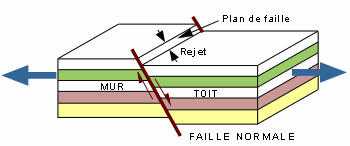 Plan de faille
Rejet
MUR
TOIT
FAILLE NORMALE